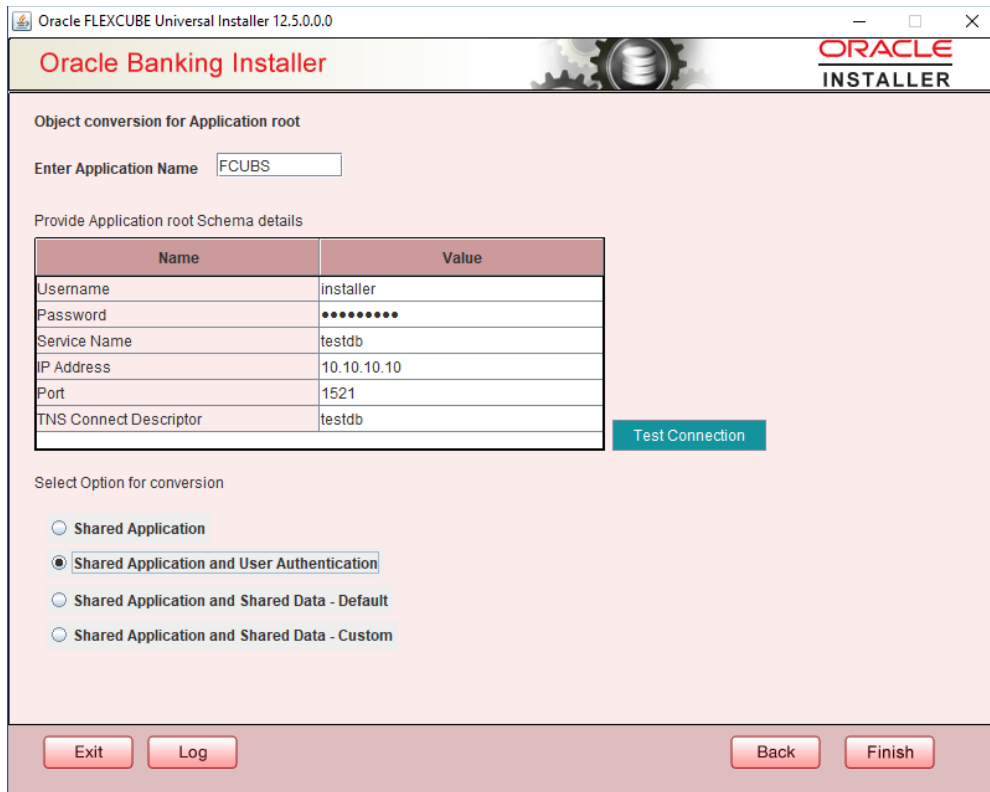 Oracle FLEXCUBE Universal Installer 12.5.0.0.0
Oracle Banking Installer
ORACLE
INSTALLER
Object conversion for Application root
Enter Application Name FCUBS
Provide Application root Schema details
Name Value
Username installer
Password •••••••••
Service Name testdb
IP Address 10.10.10.10
Port 1521
TNS Connect Descriptor testdb
Test Connection
Select Option for conversion
Shared Application
Shared Application and User Authentication
Shared Application and Shared Data - Default
Shared Application and Shared Data - Custom
Exit Log Back Finish